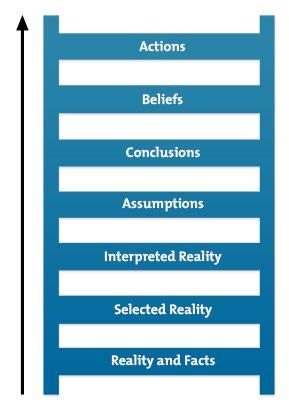 Actions
Beliefs
Conclusions
Assumptions
Interpreted Reality
Selected Reality
Reality and Facts